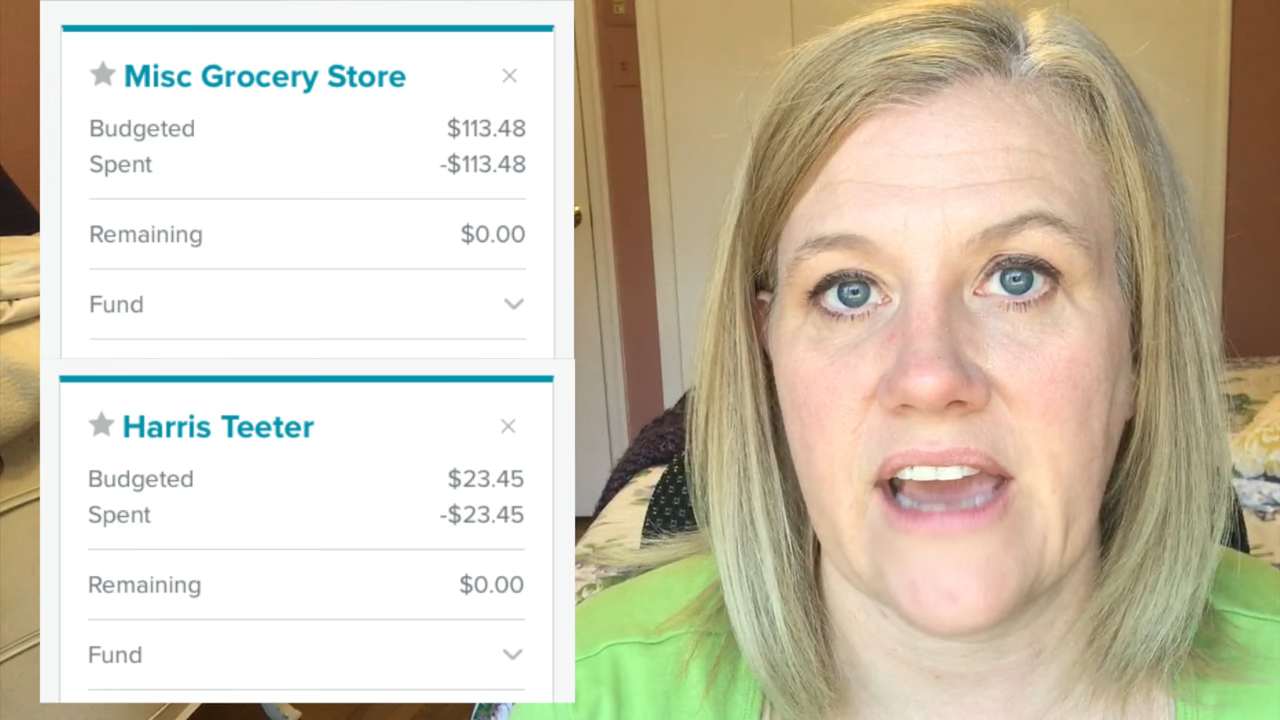 Misc Grocery Store
Budgeted $113.48
Spent -$113.48
Remaining $0.00
Fund
Harris Teeter
Budgeted $23.45
Spent -$23.45
Remaining $0.00
Fund